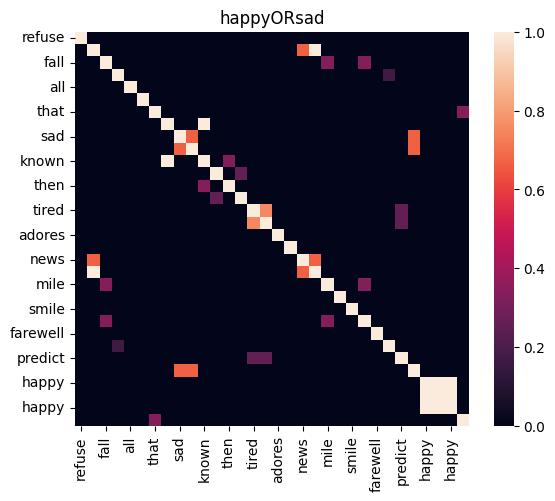 happyORsad
refuse
fall
all
that
sad
known
then
tired
adores
news
mile
smile
farewell
predict
happy
happy
1.0
0.8
0.6
0.4
0.2
0.0
refuse
fall
all
that
sad
known
then
tired
adores
news
mile
smile
farewell
predict
happy
happy